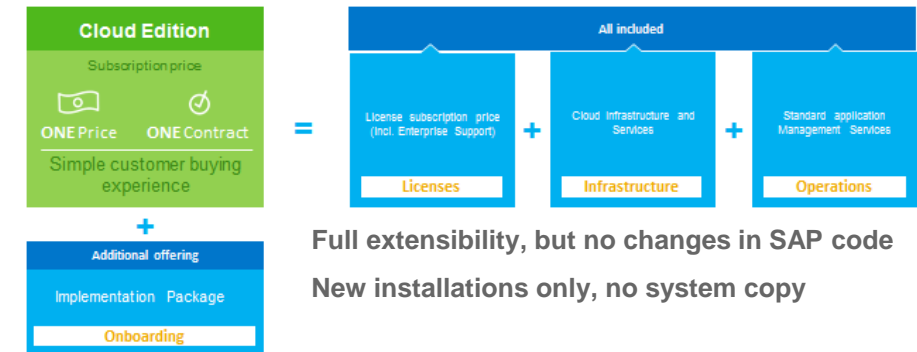 Cloud Edition
Subscription price
ONE Price ONE Contract
Simple customer buying
experience
=
All included
License subscription price
(incl. Enterprise Support)
Licenses
+
Cloud Infrastructure and
Services
Infrastructure
+
Standard application
Management Services
Operations
+
Additional offering
Implementation Package
Onboarding
Full extensibility, but no changes in SAP code
New installations only, no system copy